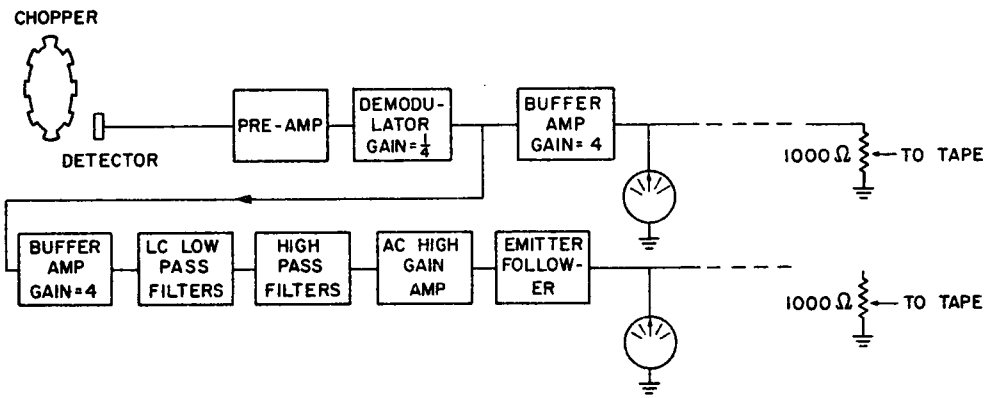 CHOPPER
DETECTOR
PRE-AMP
DEMODU-
LATOR
GAIN=¼
BUFFER
AMP
GAIN= 4
1000 Ω
TO TAPE
BUFFER
AMP
GAIN=4
LC LOW
PASS
FILTERS
HIGH
PASS
FILTERS
AC HIGH
GAIN
AMP
EMITTER
FOLLOW-
ER
1000 Ω
TO TAPE